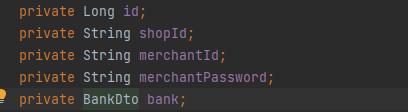 private Long id;
private String shopId;
private String merchantId;
private String merchantPassword;
private BankDto bank;